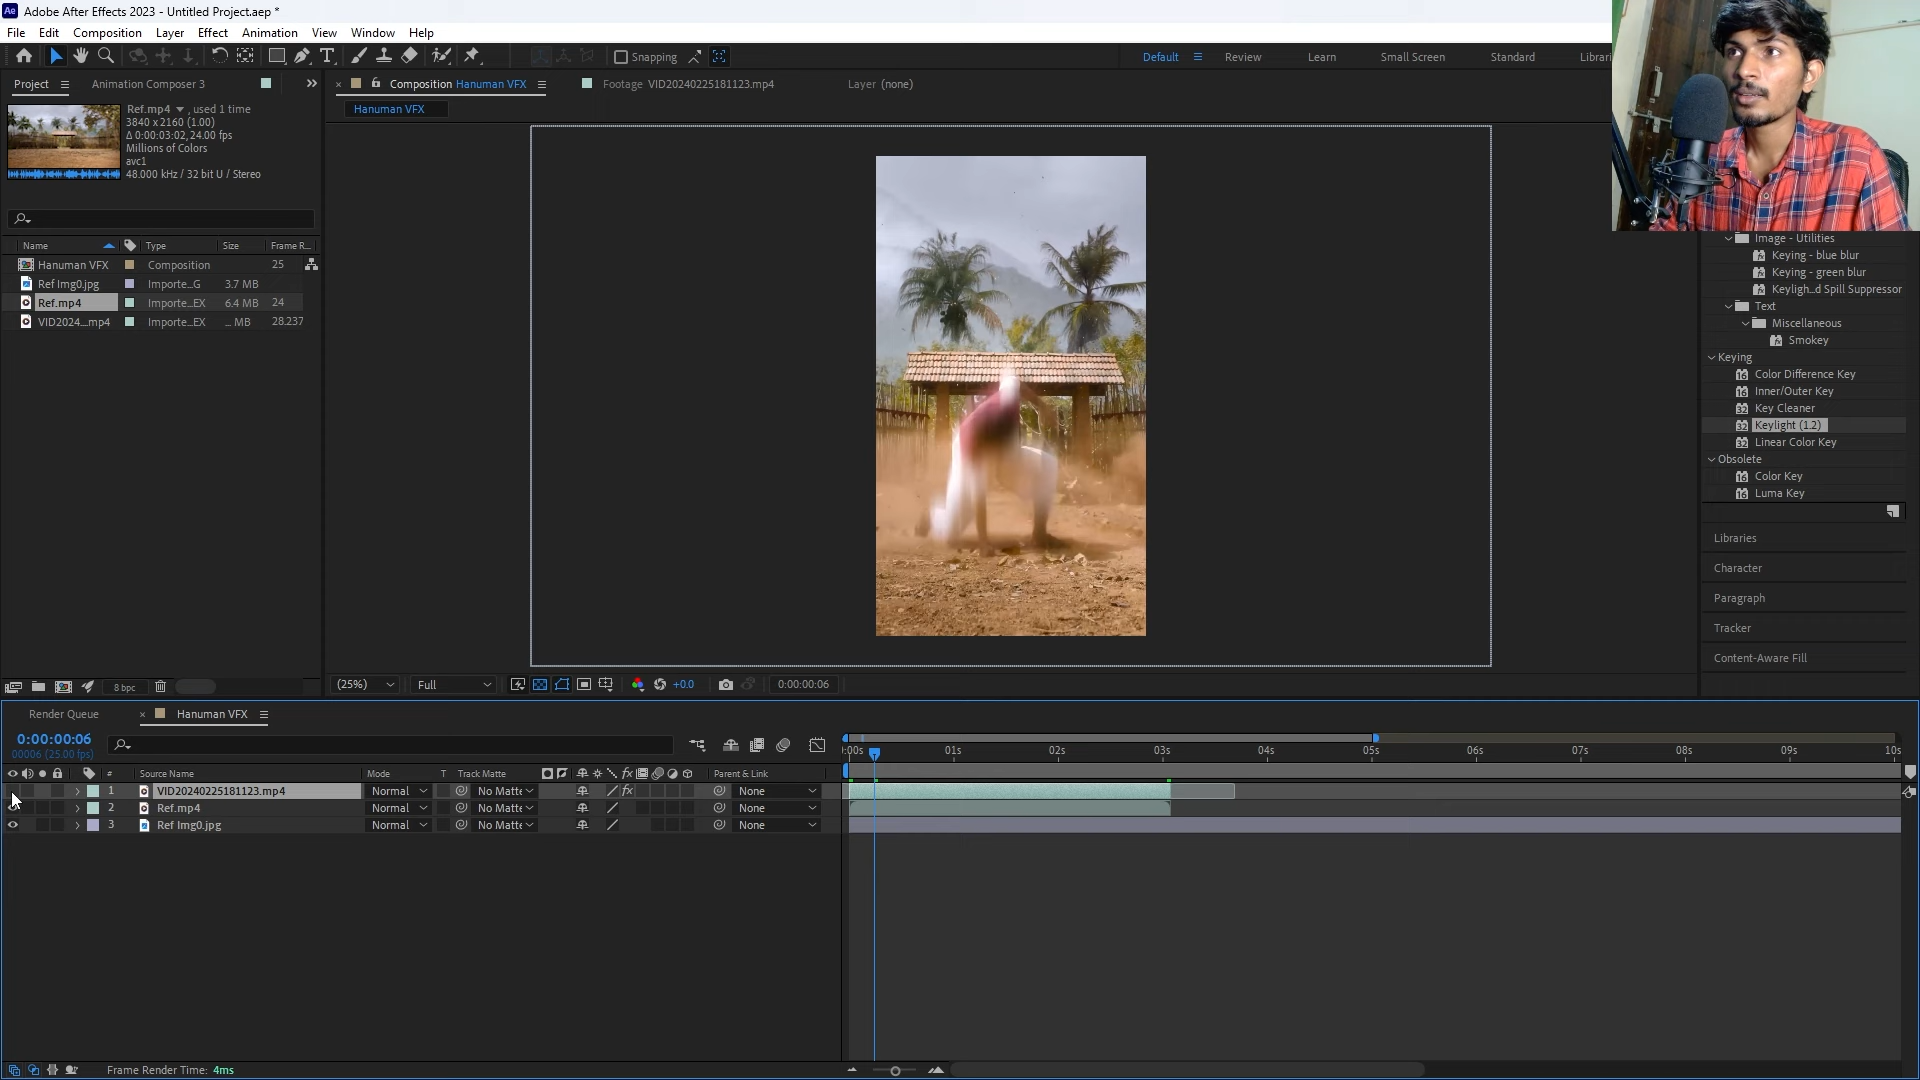 Ae Adobe After Effects 2023 - Untitled Project.aep *
File Edit Composition Layer Effect Animation View Window Help
Snapping Default Review Learn Small Screen Standard
Project Animation Composer 3
Composition Hanuman VFX Footage VID20240225181123.mp4 Layer (none)
Hanuman VFX
Ref.mp4 , used 1 time
3840 x 2160 (1.00)
Δ 0:00:03:02, 24.00 fps
Millions of Colors
avc1
48.000 kHz / 32 bit U / Stereo
Name Type Size Frame R...
Hanuman VFX Composition 25
Ref Img0.jpg Importe...G 3.7 MB
Ref.mp4 Importe...EX 6.4 MB 24
VID2024...mp4 Importe...EX ... MB 28.237
Image - Utilities
Keying - blue blur
Keying - green blur
Keyligh...d Spill Suppressor
Text
Miscellaneous
Smokey
Keying
16 Color Difference Key
16 Inner/Outer Key
32 Key Cleaner
32 Keylight (1.2)
32 Linear Color Key
Obsolete
16 Color Key
16 Luma Key
Libraries
Character
Paragraph
Tracker
Content-Aware Fill
8 bpc
(25%) Full +0.0 0:00:00:06
Render Queue Hanuman VFX
0:00:00:06
00006 (25.00 fps)
:00s 01s 02s 03s 04s 05s 06s 07s 08s 09s 10s
# Source Name Mode T Track Matte fx Parent & Link
1 VID20240225181123.mp4 Normal No Matte fx None
2 Ref.mp4 Normal No Matte None
3 Ref Img0.jpg Normal No Matte None
Frame Render Time: 4ms